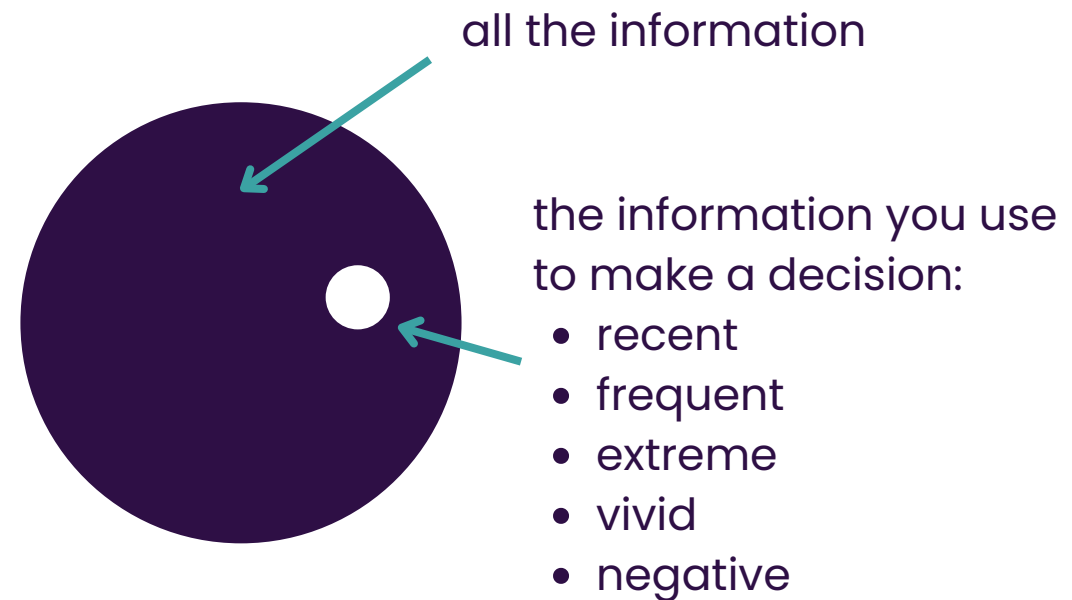 all the information
the information you use
to make a decision:
• recent
• frequent
• extreme
• vivid
• negative